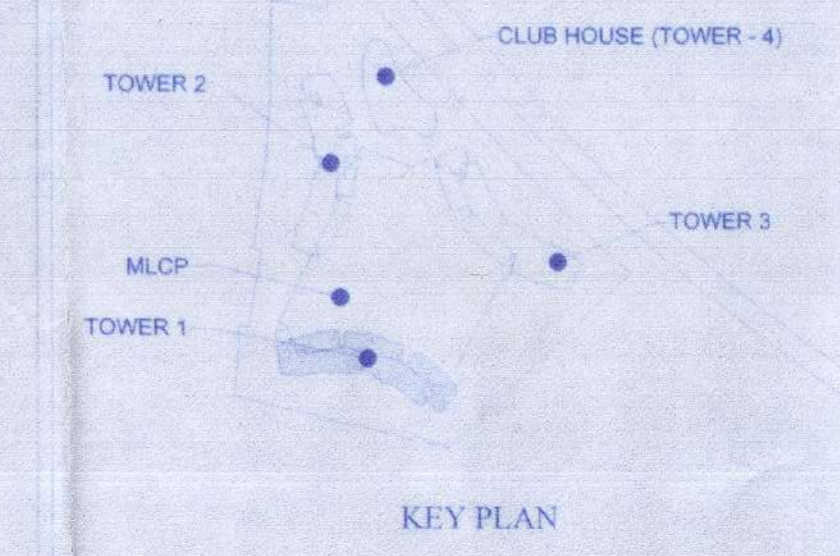 CLUB HOUSE (TOWER - 4)
TOWER 2
TOWER 3
MLCP
TOWER 1
KEY PLAN